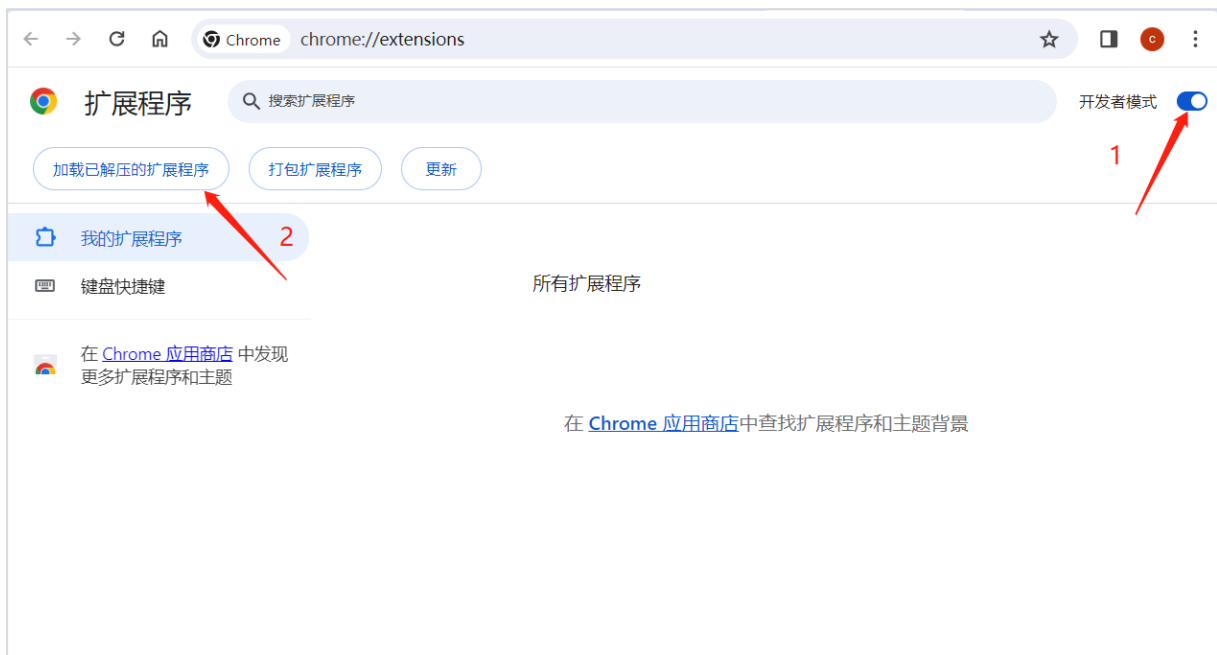 Chrome chrome://extensions
扩展程序 搜索扩展程序 开发者模式
1
加载已解压的扩展程序 打包扩展程序 更新
我的扩展程序 2
键盘快捷键
所有扩展程序
在 Chrome 应用商店 中发现
更多扩展程序和主题
在 Chrome 应用商店中查找扩展程序和主题背景